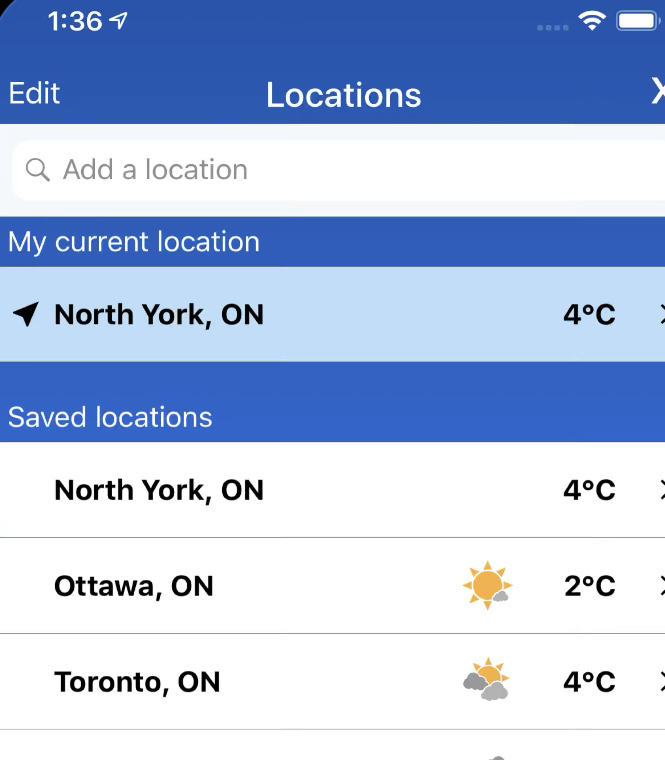 1:36
Edit Locations X
Add a location
My current location
North York, ON 4°C
Saved locations
North York, ON 4°C
Ottawa, ON 2°C
Toronto, ON 4°C